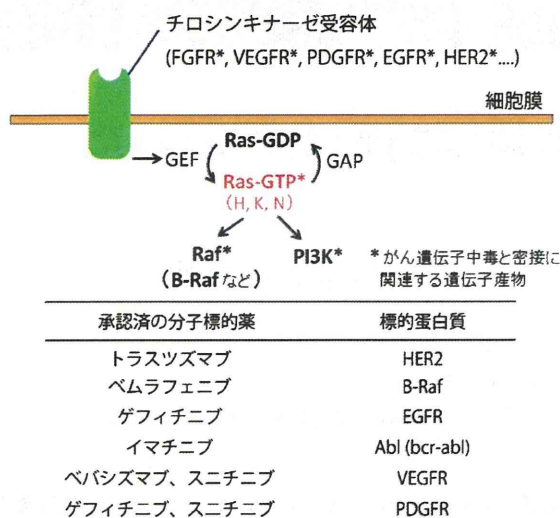 チロシンキナーゼ受容体
(FGFR*, VEGFR*, PDGFR*, EGFR*, HER2*....)
細胞膜
Ras-GDP
GEF
GAP
Ras-GTP*
(H, K, N)
Raf*
(B-Raf など)
PI3K*
*がん遺伝子中毒と密接に
関連する遺伝子産物
承認済の分子標的薬 標的蛋白質
トラスツズマブ HER2
ベムラフェニブ B-Raf
ゲフィチニブ EGFR
イマチニブ Abl (bcr-abl)
ベバシズマブ、スニチニブ VEGFR
ゲフィチニブ、スニチニブ PDGFR